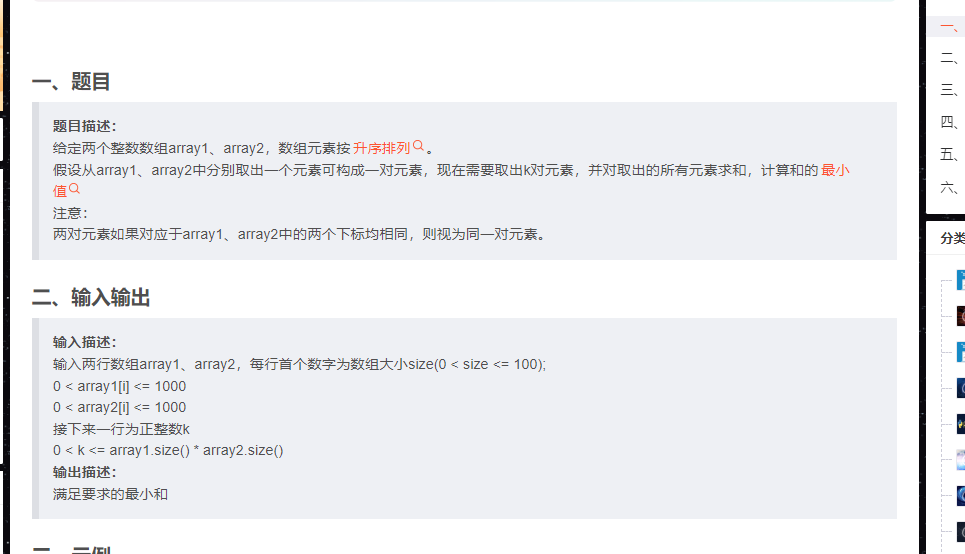 一、题目
题目描述：
给定两个整数数组array1、array2，数组元素按 升序排列 。
假设从array1、array2中分别取出一个元素可构成一对元素，现在需要取出k对元素，并对取出的所有元素求和，计算和的 最小
值
注意：
两对元素如果对应于array1、array2中的两个下标均相同，则视为同一对元素。
二、输入输出
输入描述：
输入两行数组array1、array2，每行首个数字为数组大小size(0 < size <= 100);
0 < array1[i] <= 1000
0 < array2[i] <= 1000
接下来一行为正整数k
0 < k <= array1.size() * array2.size()
输出描述：
满足要求的最小和
一、
二、
三、
四、
五、
六、
分类